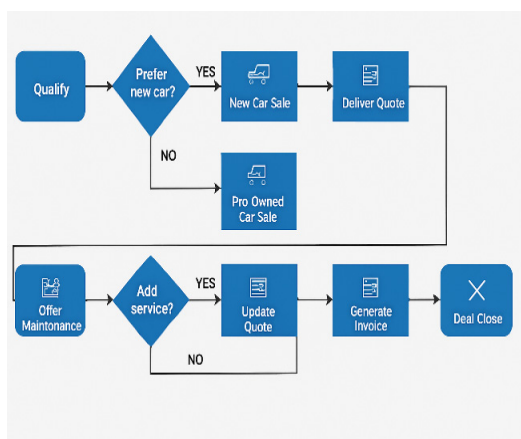 Qualify
Prefer
new car?
YES
New Car Sale
Deliver Quote
NO
Pro Owned
Car Sale
Offer
Maintonance
Add
service?
YES
Update
Quote
Generate
Invoice
Deal Close
NO